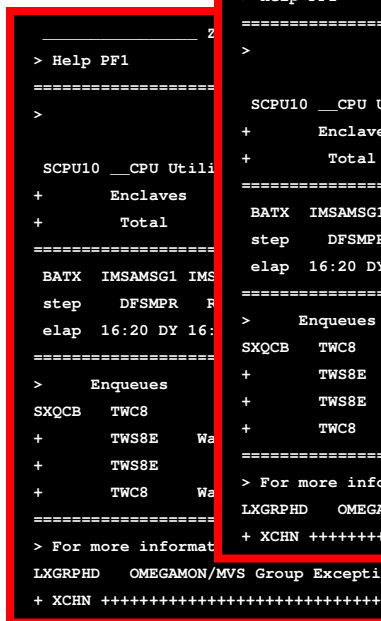 ________________ Z
> Help PF1
======================
>
SCPU10 __CPU Utili
+ Enclaves
+ Total
======================
BATX IMSAMSG1 IMS
step DFSMPR
elap 16:20 DY 16:
======================
> Enqueues
SXQCB TWC8
+ TWS8E Wa
+ TWS8E
+ TWC8 Wa
======================
> For more informat
LXGRPHD OMEGAMON/MVS Group Excepti
+ XCHN +++++++++++++++++++++++++++++
================
>
SCPU10 __CPU U
+ Enclave
+ Total
================
BATX IMSAMSG1
step DFSMPR
elap 16:20 DY
================
> Enqueues
SXQCB TWC8
+ TWS8E
+ TWS8E
+ TWC8
================
> For more info
LXGRPHD OMEGA
+ XCHN ++++++++